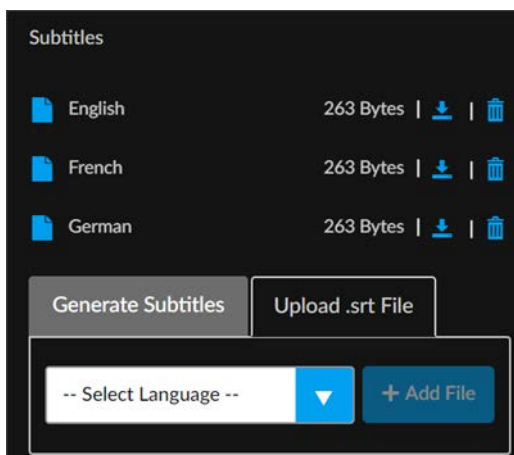 Subtitles
English 263 Bytes | |
French 263 Bytes | |
German 263 Bytes | |
Generate Subtitles Upload .srt File
-- Select Language -- + Add File